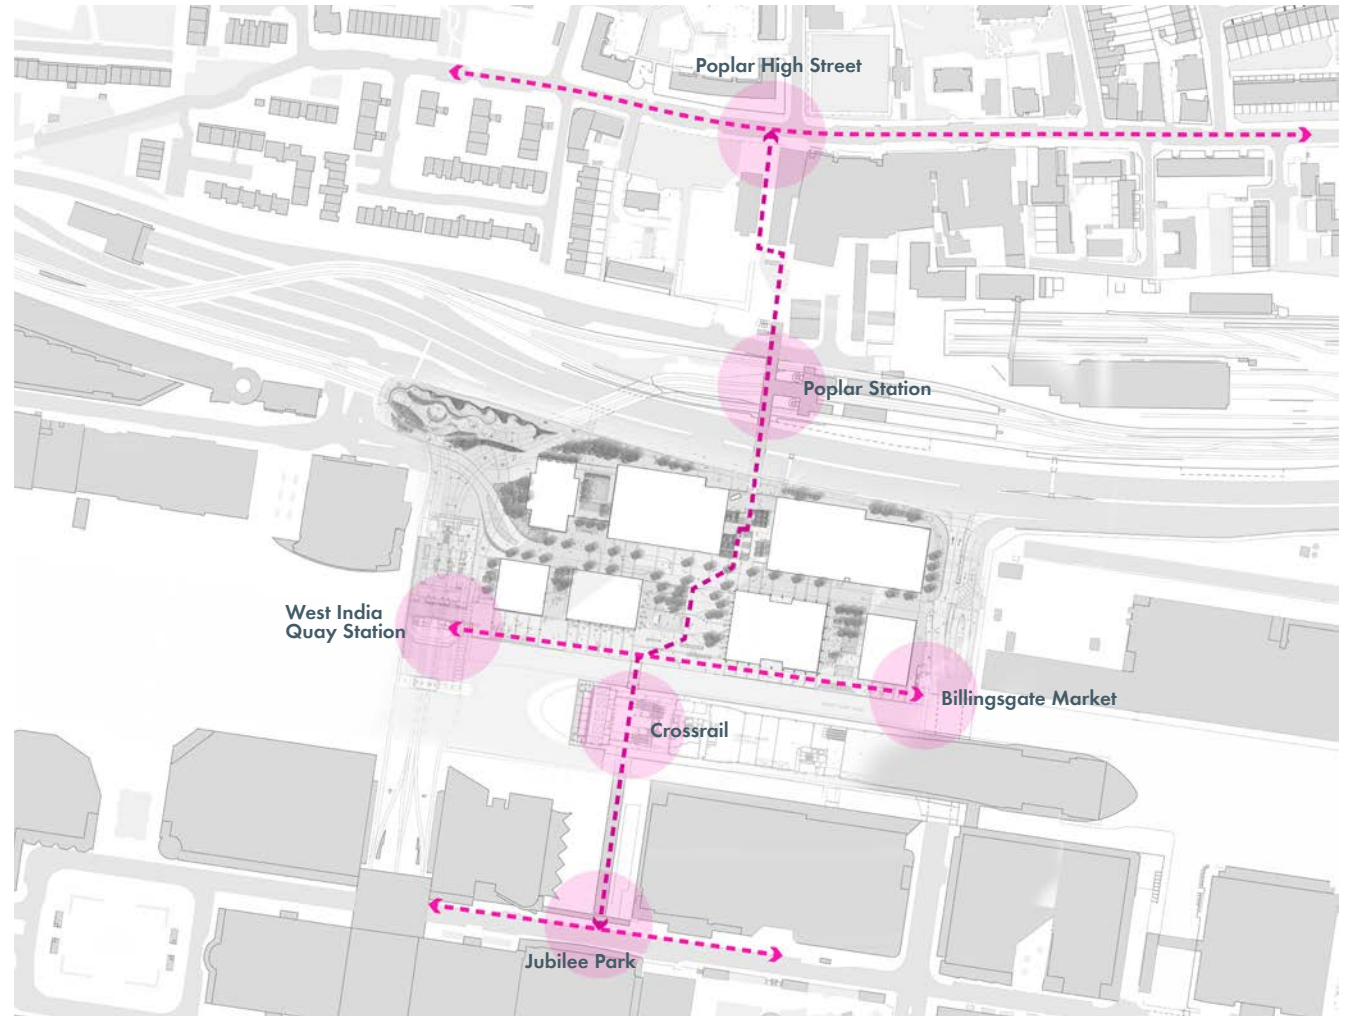 Poplar High Street
Poplar Station
West India
Quay Station
Billingsgate Market
Crossrail
Jubilee Park